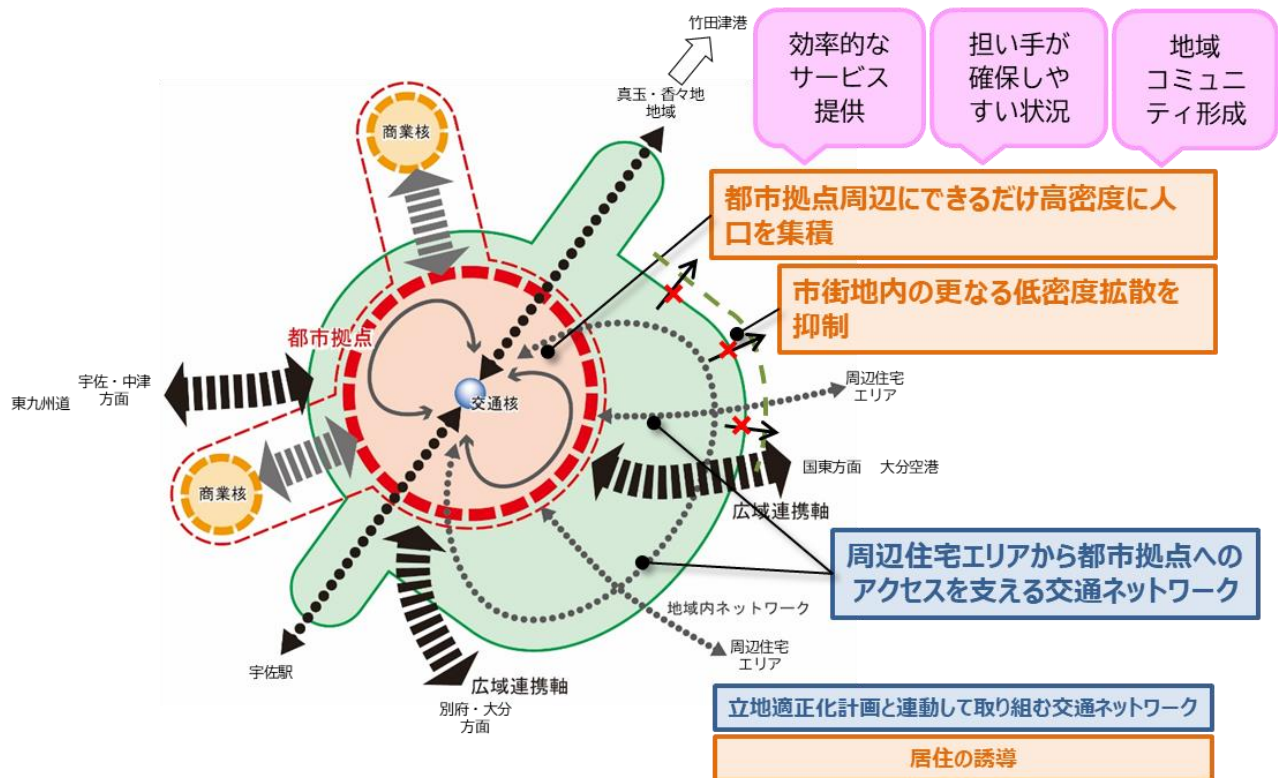 竹田津港
効率的な
サービス
提供
担い手が
確保しや
すい状況
地域
コミュニ
ティ形成
真玉・香々地
地域
商業核
都市拠点周辺にできるだけ高密度に人
口を集積
市街地内の更なる低密度拡散を
抑制
都市拠点
宇佐・中津
方面
東九州道
交通核
周辺住宅
エリア
商業核
国東方面 大分空港
広域連携軸
周辺住宅エリアから都市拠点への
アクセスを支える交通ネットワーク
地域内ネットワーク
周辺住宅
エリア
宇佐駅
広域連携軸
別府・大分
方面
立地適正化計画と連動して取り組む交通ネットワーク
居住の誘導